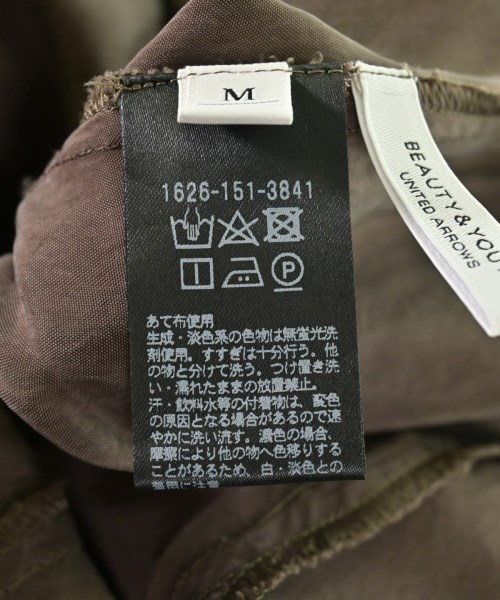 M
1626-151-3841
P
BEAUTY & YOU
UNITED ARROWS
あて布使用
生成・淡色系の色物は無蛍光洗
剤使用。すすぎは十分行う。他
の物と分けて洗う。つけ置き洗
い・濡れたままの放置禁止。
汗・飲料水等の付着物は、変色
の原因となる場合があるので速
やかに洗い流す。濃色の場合、
摩擦により他の物へ色移りする
ことがあるため、白・淡色との
着用に注意